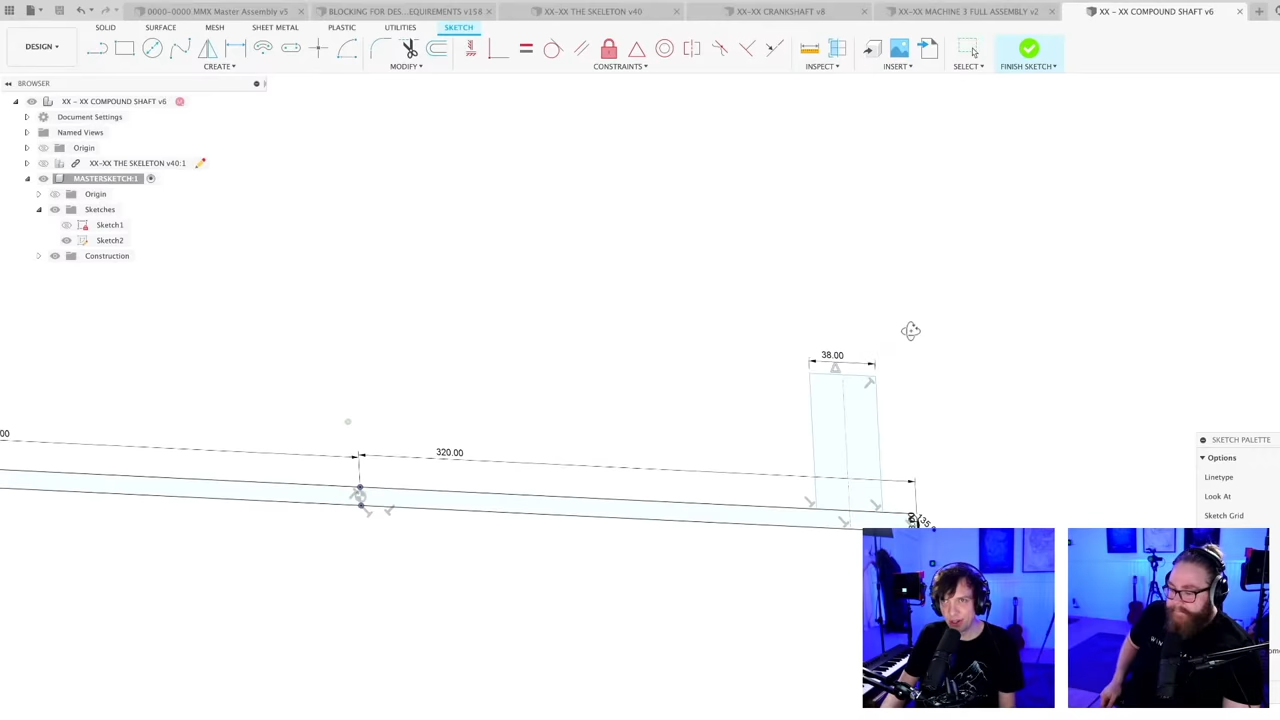 0000-0000 MMX Master Assembly v5
BLOCKING FOR DES...EQUIREMENTS v158
XX-XX THE SKELETON v40
XX-XX CRANKSHAFT v8
XX-XX MACHINE 3 FULL ASSEMBLY v2
XX - XX COMPOUND SHAFT v6
DESIGN
SOLID
SURFACE
MESH
SHEET METAL
PLASTIC
UTILITIES
SKETCH
CREATE
MODIFY
CONSTRAINTS
INSPECT
INSERT
SELECT
FINISH SKETCH
BROWSER
XX - XX COMPOUND SHAFT v6
Document Settings
Named Views
Origin
XX-XX THE SKELETON v40:1
MASTERSKETCH:1
Origin
Sketches
Sketch1
Sketch2
Construction
38.00
00
320.00
SKETCH PALETTE
Options
Linetype
Look At
Sketch Grid